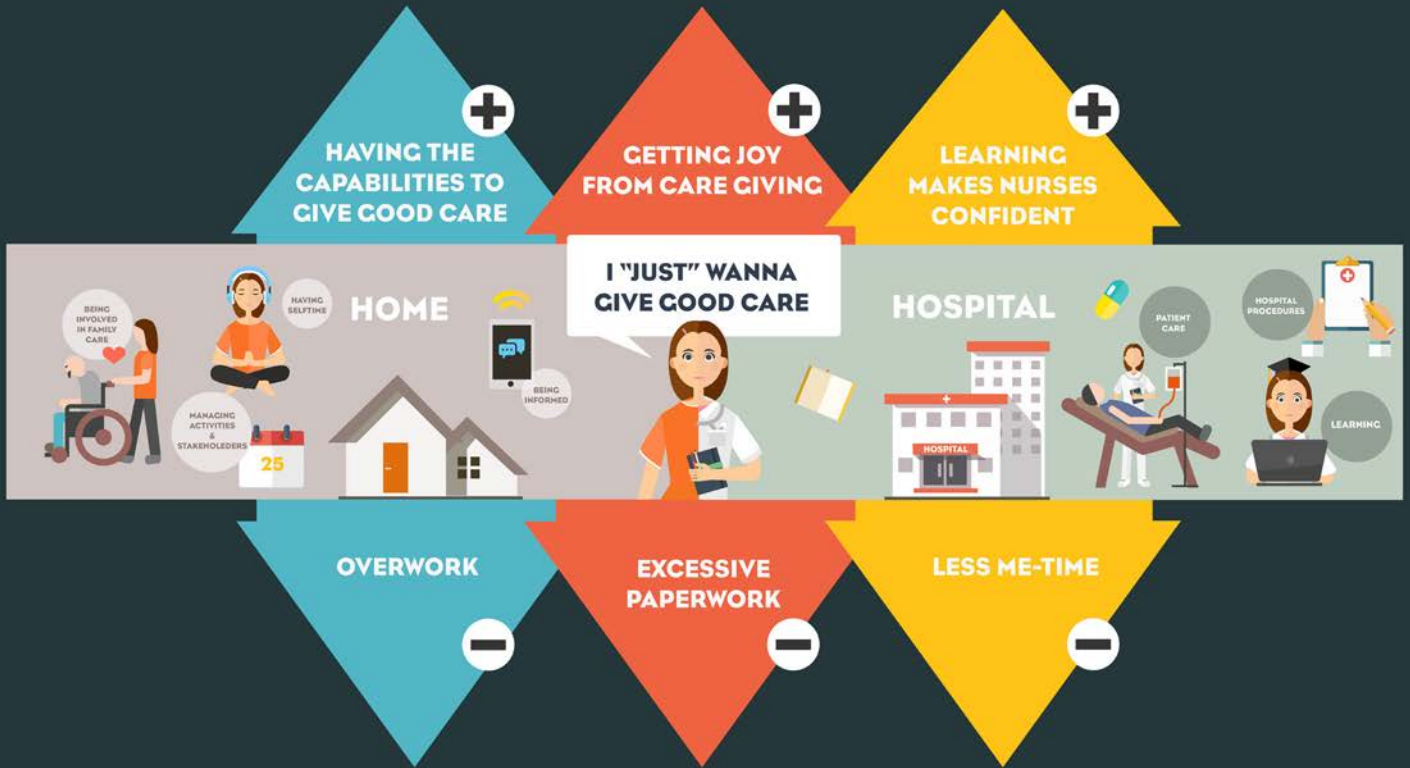 HAVING THE
CAPABILITIES TO
GIVE GOOD CARE
GETTING JOY
FROM CARE GIVING
LEARNING
MAKES NURSES
CONFIDENT
BEING
INVOLVED
IN FAMILY
CARE
HAVING
SELFTIME
HOME
MANAGING
ACTIVITIES
&
STAKEHOLEDERS
25
BEING
INFORMED
I "JUST" WANNA
GIVE GOOD CARE
HOSPITAL
HOSPITAL
PATIENT
CARE
HOSPITAL
PROCEDURES
LEARNING
OVERWORK
EXCESSIVE
PAPERWORK
LESS ME-TIME